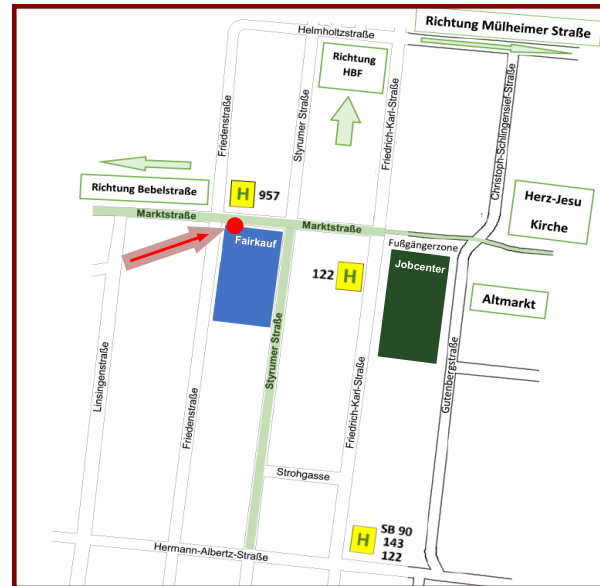 Richtung Mülheimer Straße
Helmholtzstraße
Richtung
HBF
Friedenstraße
Styrumer Straße
Friedrich-Karl-Straße
Christoph-Schlingensief-Straße
Richtung Bebelstraße
H 957
Herz-Jesu
Kirche
Marktstraße
Marktstraße
Fußgängerzone
Fairkauf
Jobcenter
122 H
Altmarkt
Linsingenstraße
Friedenstraße
Styrumer Straße
Friedrich-Karl-Straße
Gutenbergstraße
Strohgasse
Hermann-Albertz-Straße
H
SB 90
143
122